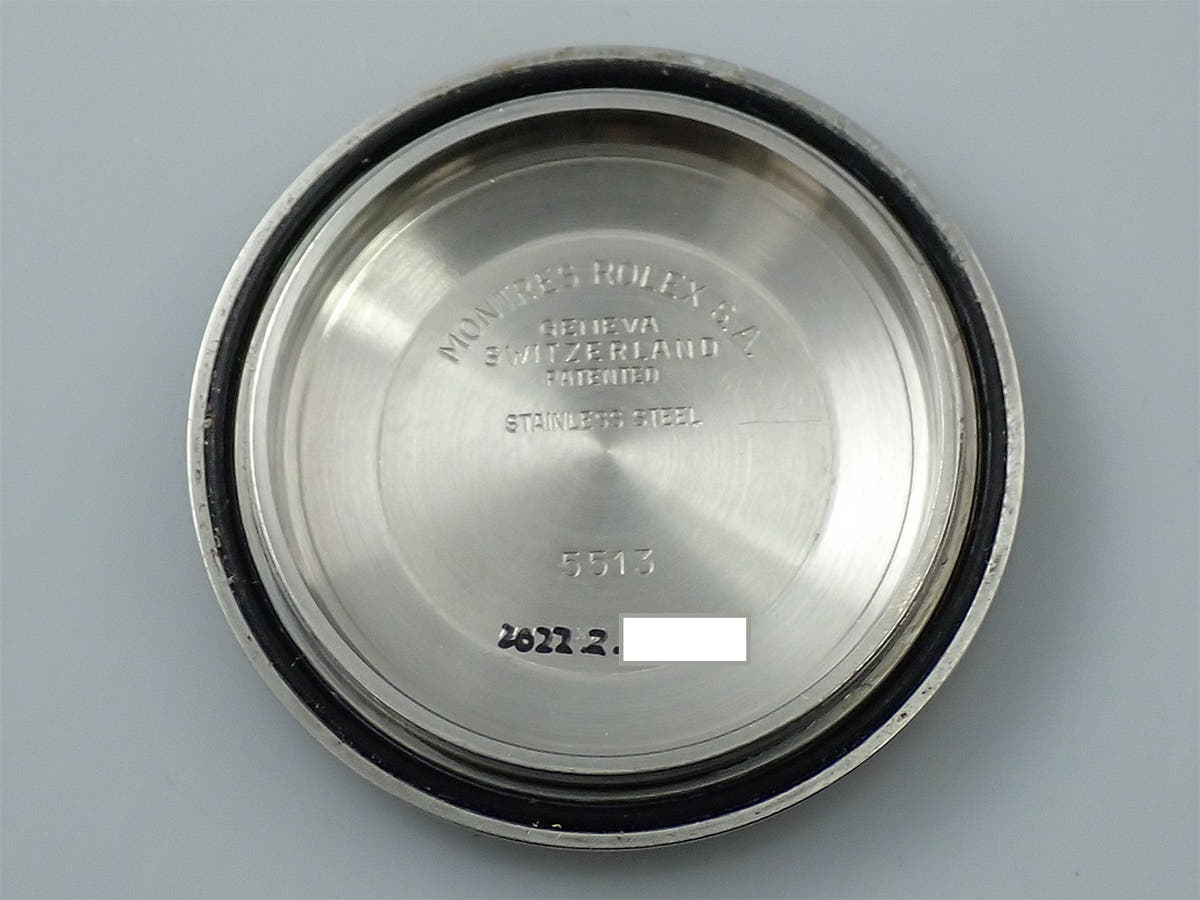 MONTRES ROLEX S.A.
GENEVA
SWITZERLAND
PATENTED
STAINLESS STEEL
5513
2022.2.